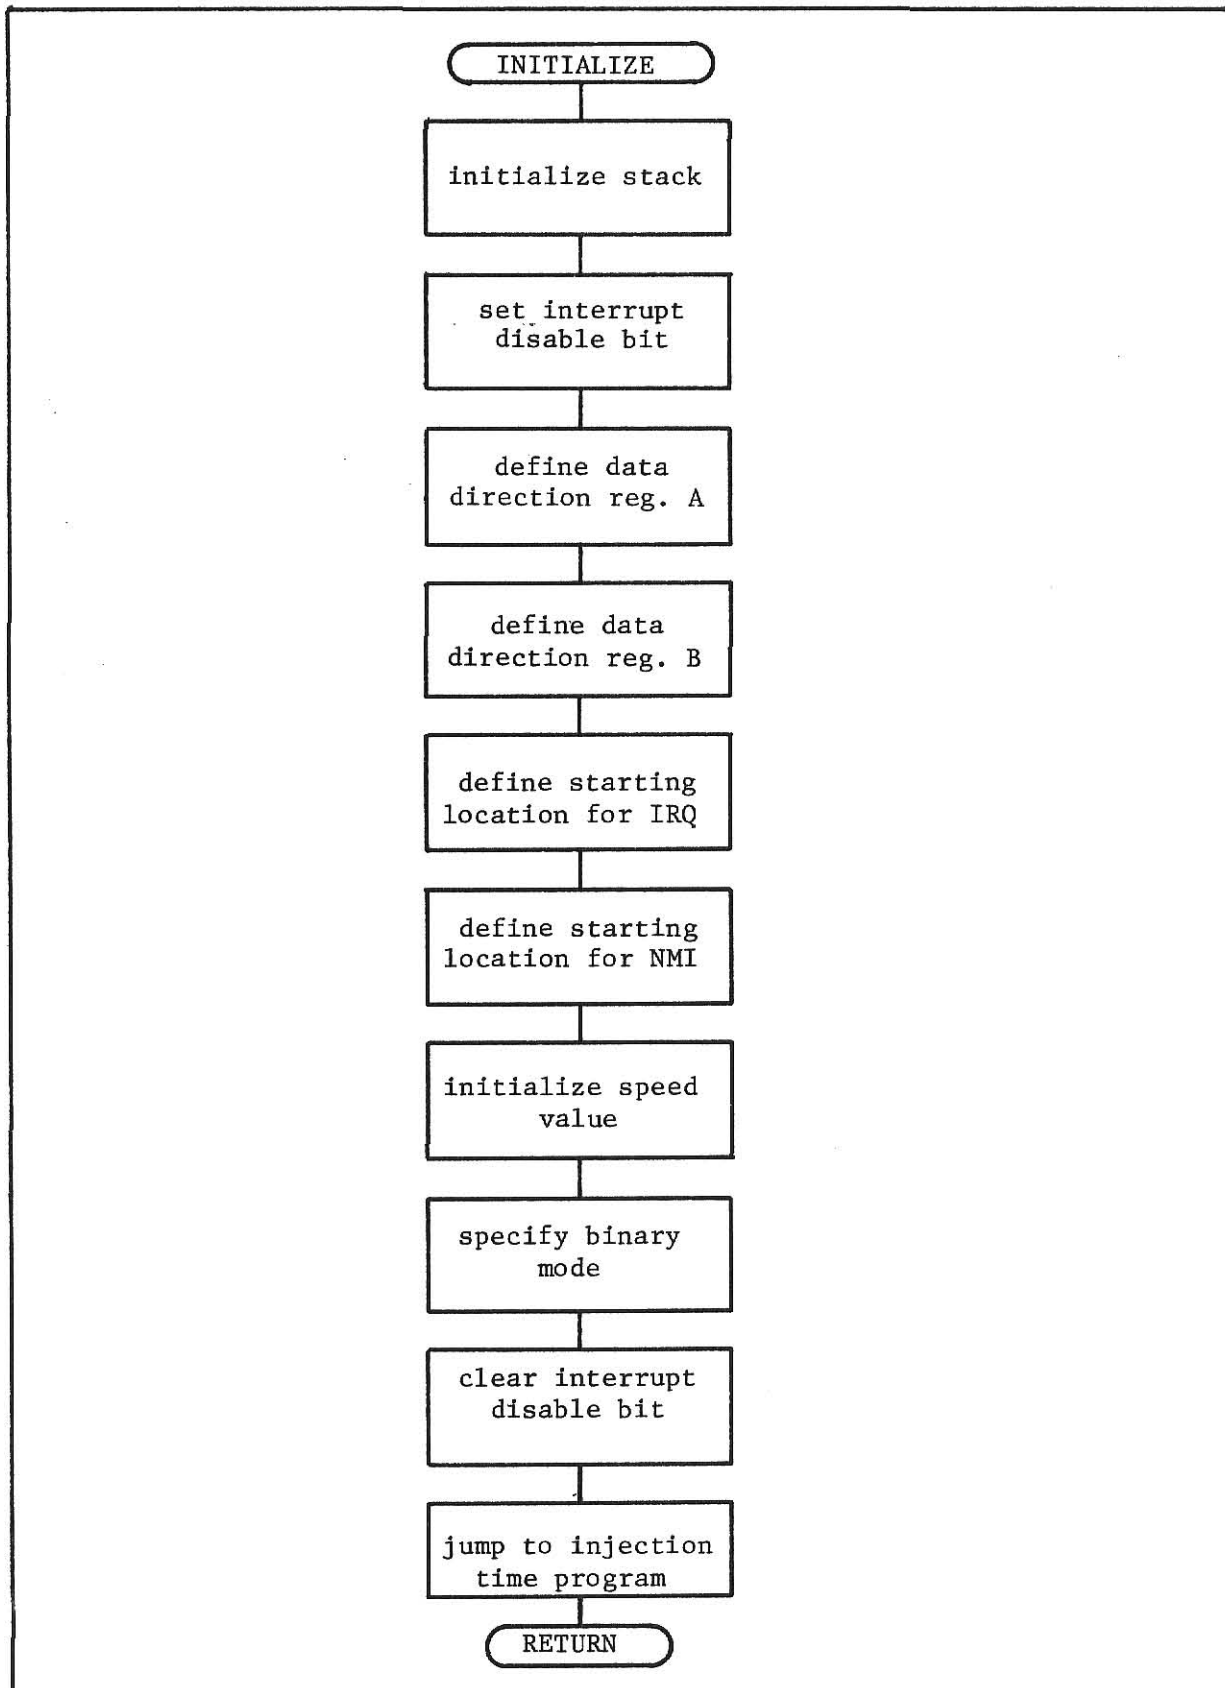 INITIALIZE
initialize stack
set interrupt
disable bit
define data
direction reg. A
define data
direction reg. B
define starting
location for IRQ
define starting
location for NMI
initialize speed
value
specify binary
mode
clear interrupt
disable bit
jump to injection
time program
RETURN